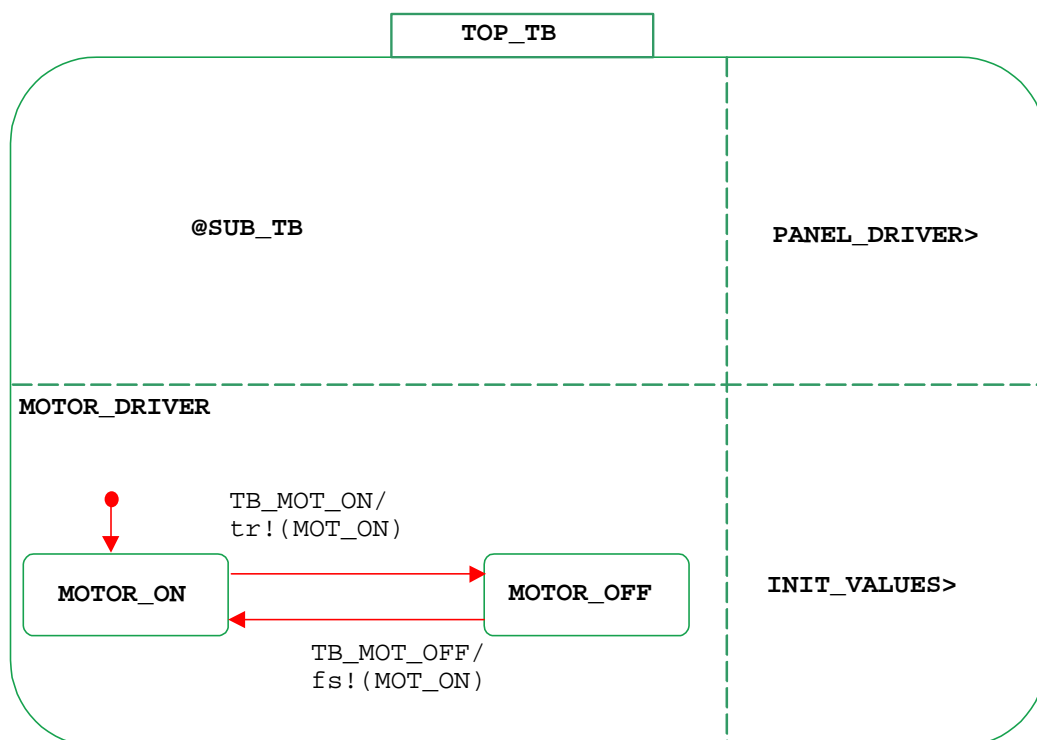 TOP_TB
@SUB_TB
PANEL_DRIVER>
MOTOR_DRIVER
TB_MOT_ON/
tr!(MOT_ON)
MOTOR_ON
MOTOR_OFF
INIT_VALUES>
TB_MOT_OFF/
fs!(MOT_ON)